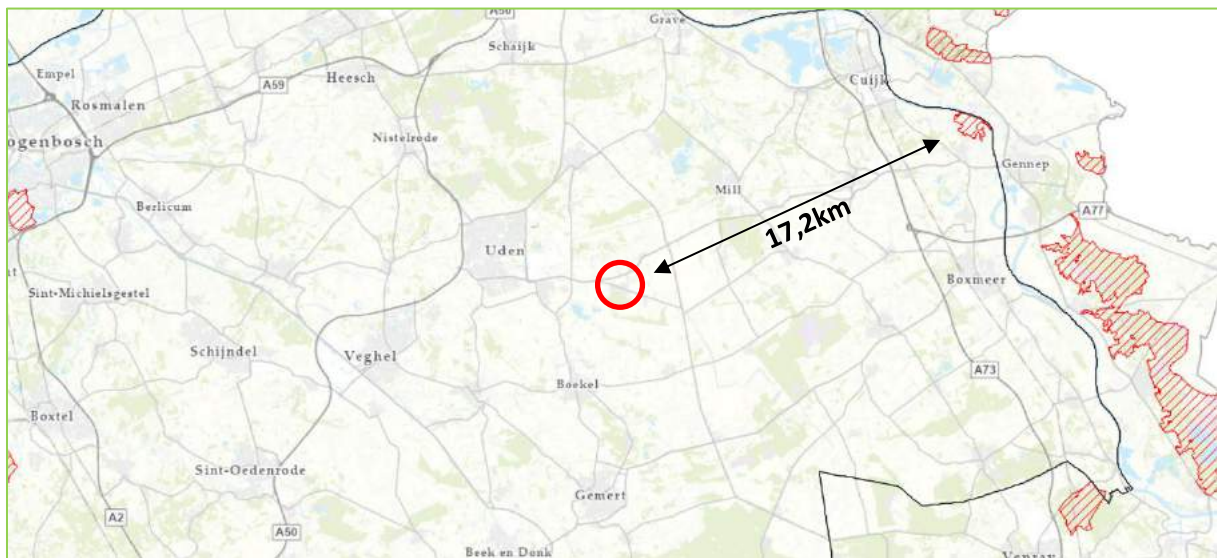 A50
Grave
Schaijk
Empel
A59
Heesch
Cuijk
Rosmalen
ogenbosch
Nistelrode
Gennep
Mill
Berlicum
A77
17,2km
Uden
Boxmeer
Sint-Michielsgestel
Schijndel
Veghel
A73
Boekel
Boxtel
Sint-Oedenrode
Gemert
A2
A50
Beek en Donk
Venray